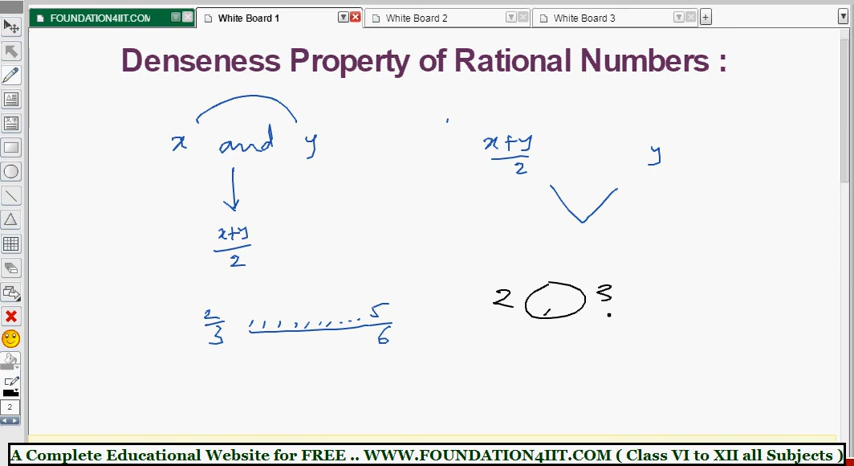 FOUNDATION4IIT.COM White Board 1 White Board 2 White Board 3
Denseness Property of Rational Numbers :
x and y
x+y
2
x+y
2
y
2 , 3 .
2
3
,,,,,,,,... 5
6
2
A Complete Educational Website for FREE .. WWW.FOUNDATION4IIT.COM ( Class VI to XII all Subjects )